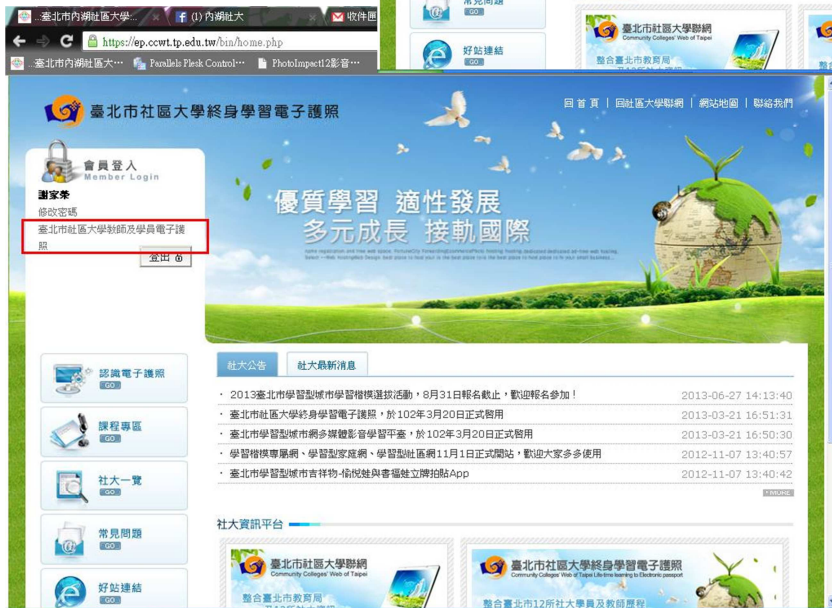 ...臺北市內湖社區大學...
(1) 內湖社大
收件匣
https://ep.ccwt.tp.edu.tw/bin/home.php
...臺北市內湖社區大...
Parallels Plesk Control...
PhotoImpact12影音...
常見問題
GO
好站連結
GO
臺北市社區大學聯網
Community Colleges' Web of Taipei
整合臺北市教育局
臺北市社區大學終身學習電子護照
回首頁 | 回社區大學聯網 | 網站地圖 | 聯絡我們
會員登入
Member Login
謝家榮
修改密碼
臺北市社區大學教師及學員電子護
照
登出
優質學習 適性發展
多元成長 接軌國際
認識電子護照
GO
課程專區
GO
社大一覽
GO
常見問題
GO
好站連結
GO
社大公告
社大最新消息
· 2013臺北市學習型城市學習楷模選拔活動,8月31日報名截止,歡迎報名參加! 2013-06-27 14:13:40
· 臺北市社區大學終身學習電子護照,於102年3月20日正式啓用 2013-03-21 16:51:31
· 臺北市學習型城市網多媒體影音學習平臺,於102年3月20日正式啓用 2013-03-21 16:50:30
· 學習楷模專屬網、學習型家庭網、學習型社區網11月1日正式開站,歡迎大家多多使用 2012-11-07 13:40:57
· 臺北市學習型城市吉祥物-愉悅蛙與書福蛙立牌拍貼App 2012-11-07 13:40:42
MORE
社大資訊平台
臺北市社區大學聯網
Community Colleges' Web of Taipei
整合臺北市教育局
臺北市社區大學終身學習電子護照
Community Colleges' Web of Taipei Life-time learning to Electronic passport
整合臺北市12所社大學員及教師歷程